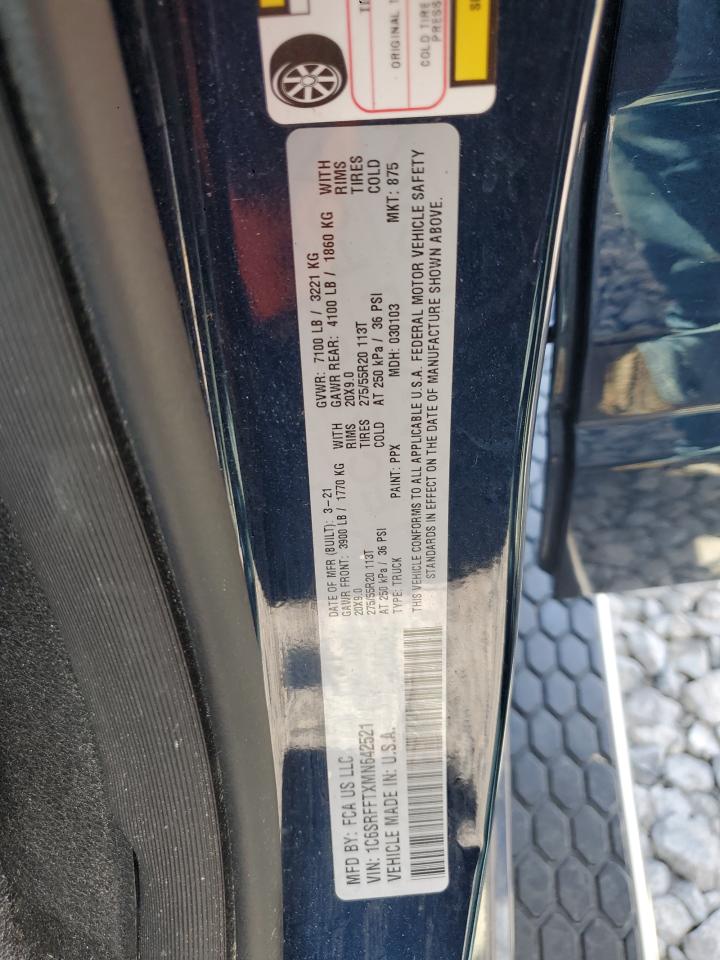 ORIGINAL
COLD TIRE
PRESS
MFD BY: FCA US LLC
DATE OF MFR (BUILT): 3-21
GVWR: 7100 LB / 3221 KG
GAWR FRONT: 3900 LB / 1770 KG WITH
GAWR REAR: 4100 LB / 1860 KG WITH
20X9.0 RIMS
20X9.0 RIMS
275/55R20 113T TIRES
275/55R20 113T TIRES
AT 250 kPa / 36 PSI COLD
AT 250 kPa / 36 PSI COLD
VIN: 1C6SRFFTXMN642521
TYPE: TRUCK PAINT: PPX MDH: 030103 MKT: 875
VEHICLE MADE IN: U.S.A.
THIS VEHICLE CONFORMS TO ALL APPLICABLE U.S.A. FEDERAL MOTOR VEHICLE SAFETY
STANDARDS IN EFFECT ON THE DATE OF MANUFACTURE SHOWN ABOVE.